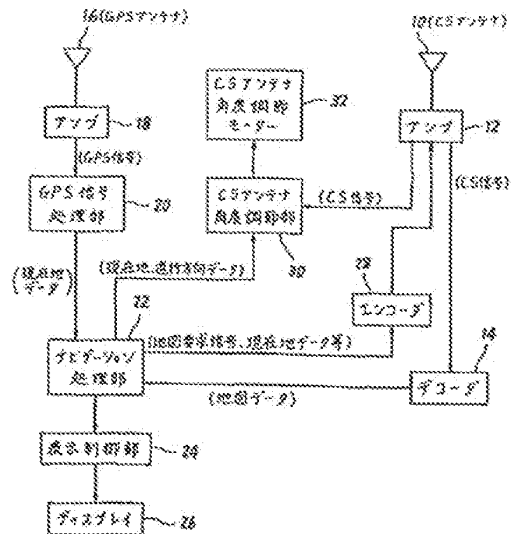 16(GPSアンテナ)
10(CSアンテナ)
アンプ
18
(GPS信号)
GPS信号
処理部
20
CSアンテナ
角度調節
モーター
32
アンプ
12
(CS信号)
(CS信号)
CSアンテナ
角度調節部
30
(現在地
データ)
(現在地、進行方向データ)
22
28
エンコーダ
(地図要求信号、現在地データ等)
ナビゲーション
処理部
14
デコーダ
(地図データ)
表示制御部
24
ディスプレイ
26